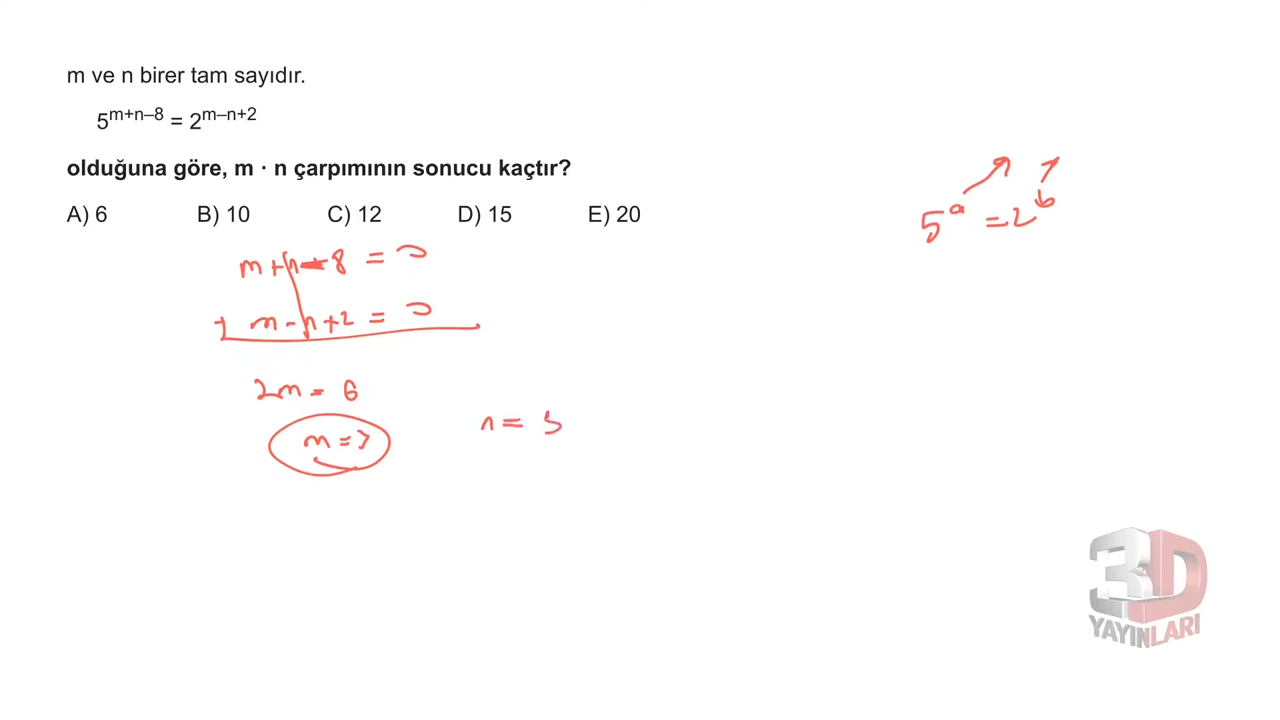 m ve n birer tam sayıdır.
5^{m+n–8} = 2^{m–n+2}
olduğuna göre, m · n çarpımının sonucu kaçtır?
A) 6 B) 10 C) 12 D) 15 E) 20
5^a = 2^b
m+n-8 = 0
+ m-n+2 = 0
2m = 6
m = 3
n = 5
3D
YAYINLARI